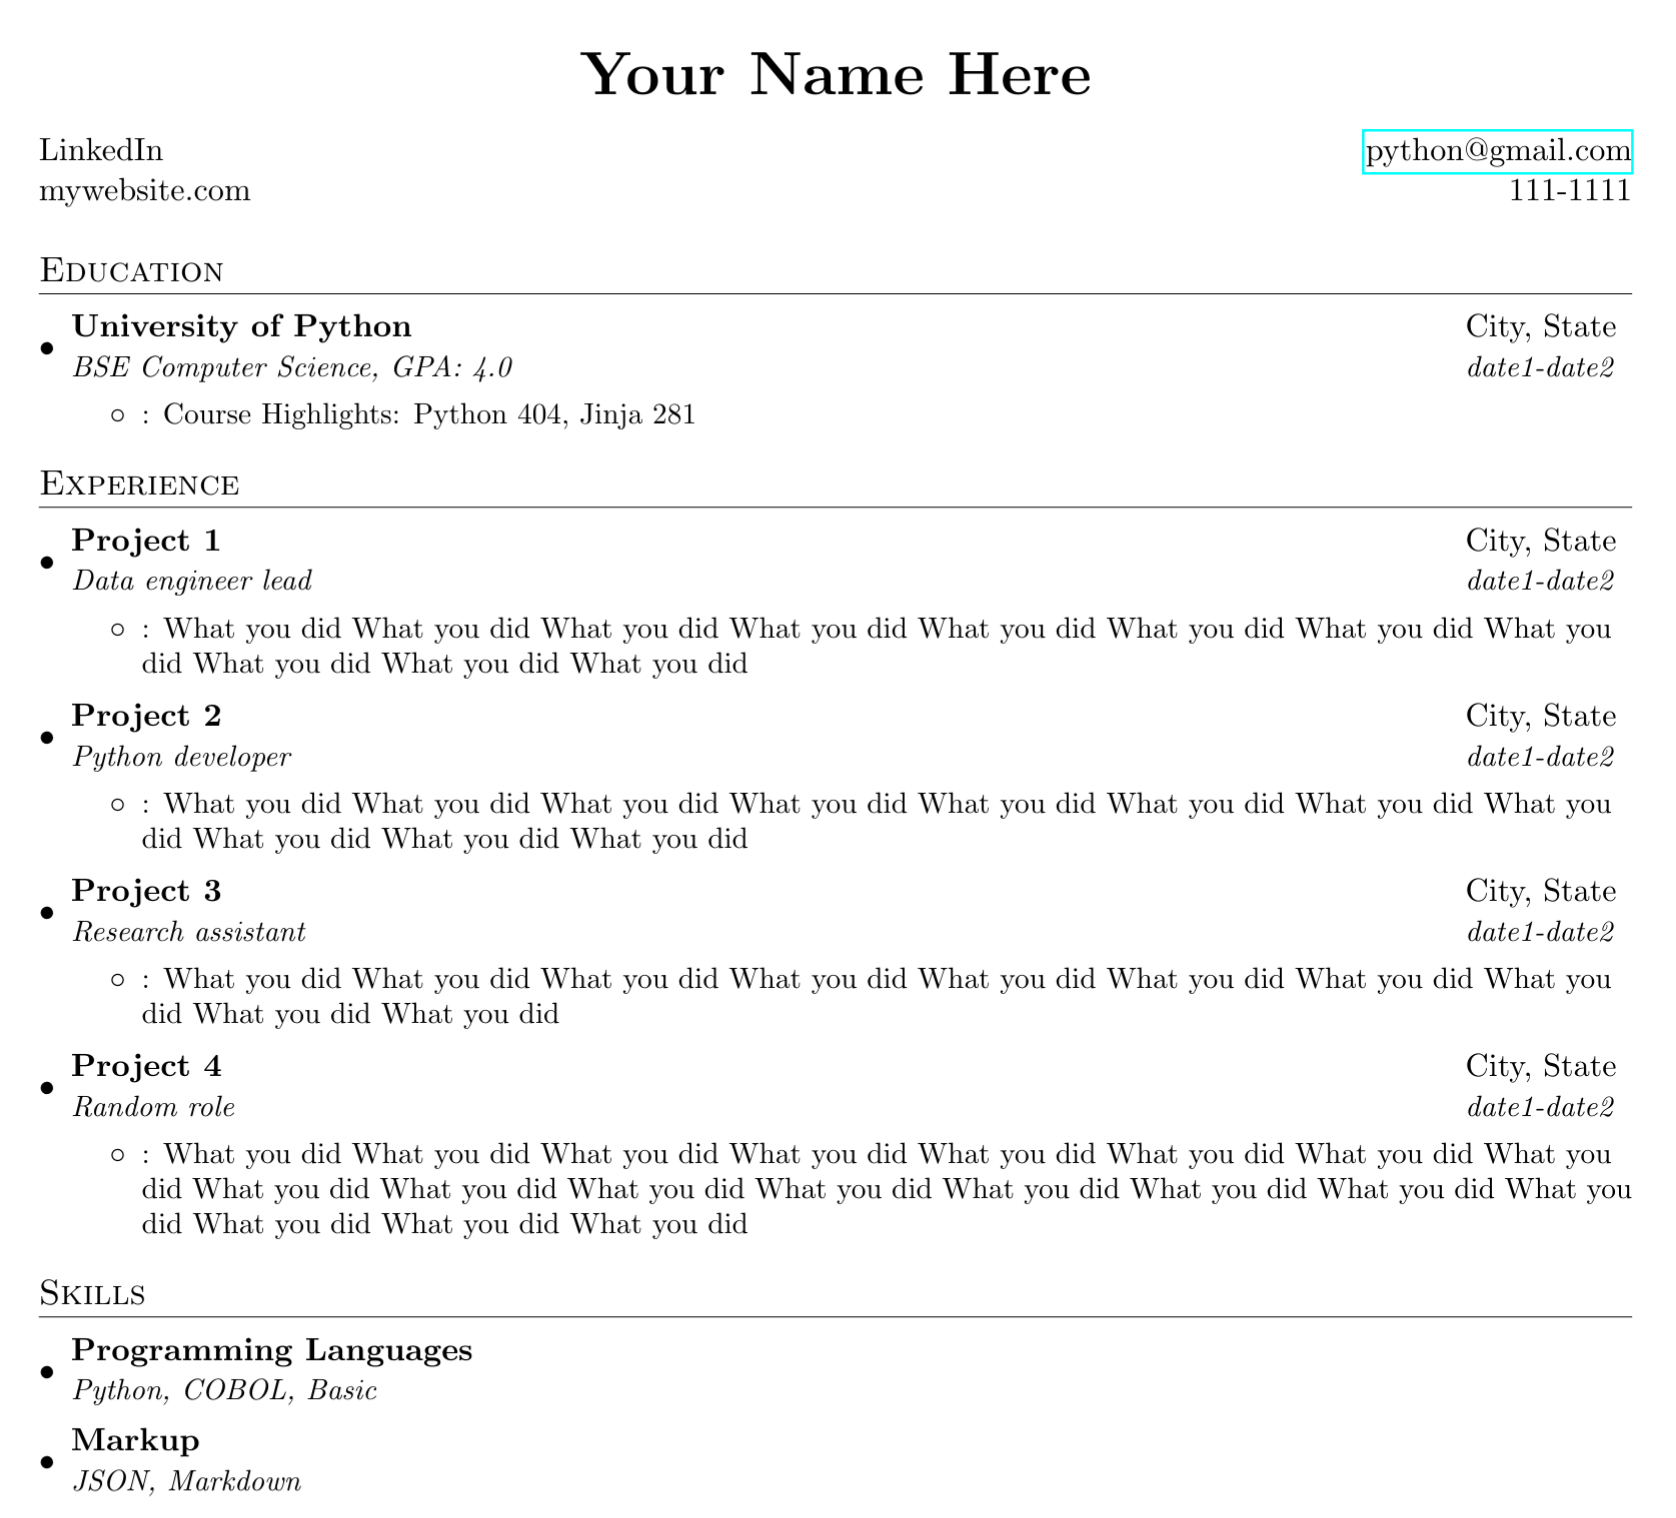 Your Name Here
LinkedIn python@gmail.com
mywebsite.com 111-1111
Education
• University of Python City, State
BSE Computer Science, GPA: 4.0 date1-date2
◦ : Course Highlights: Python 404, Jinja 281
Experience
• Project 1 City, State
Data engineer lead date1-date2
◦ : What you did What you did What you did What you did What you did What you did What you did What you
did What you did What you did What you did
• Project 2 City, State
Python developer date1-date2
◦ : What you did What you did What you did What you did What you did What you did What you did What you
did What you did What you did What you did
• Project 3 City, State
Research assistant date1-date2
◦ : What you did What you did What you did What you did What you did What you did What you did What you
did What you did What you did
• Project 4 City, State
Random role date1-date2
◦ : What you did What you did What you did What you did What you did What you did What you did What you
did What you did What you did What you did What you did What you did What you did What you did What you
did What you did What you did What you did
Skills
• Programming Languages
Python, COBOL, Basic
• Markup
JSON, Markdown